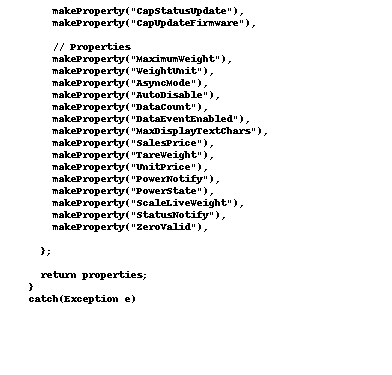 makeProperty("CapStatusUpdate"),
makeProperty("CapUpdateFirmware"),
// Properties
makeProperty("MaximumWeight"),
makeProperty("WeightUnit"),
makeProperty("AsyncMode"),
makeProperty("AutoDisable"),
makeProperty("DataCount"),
makeProperty("DataEventEnabled"),
makeProperty("MaxDisplayTextChars"),
makeProperty("SalesPrice"),
makeProperty("TareWeight"),
makeProperty("UnitPrice"),
makeProperty("PowerNotify"),
makeProperty("PowerState"),
makeProperty("ScaleLiveWeight"),
makeProperty("StatusNotify"),
makeProperty("ZeroValid"),
};
return properties;
}
catch(Exception e)